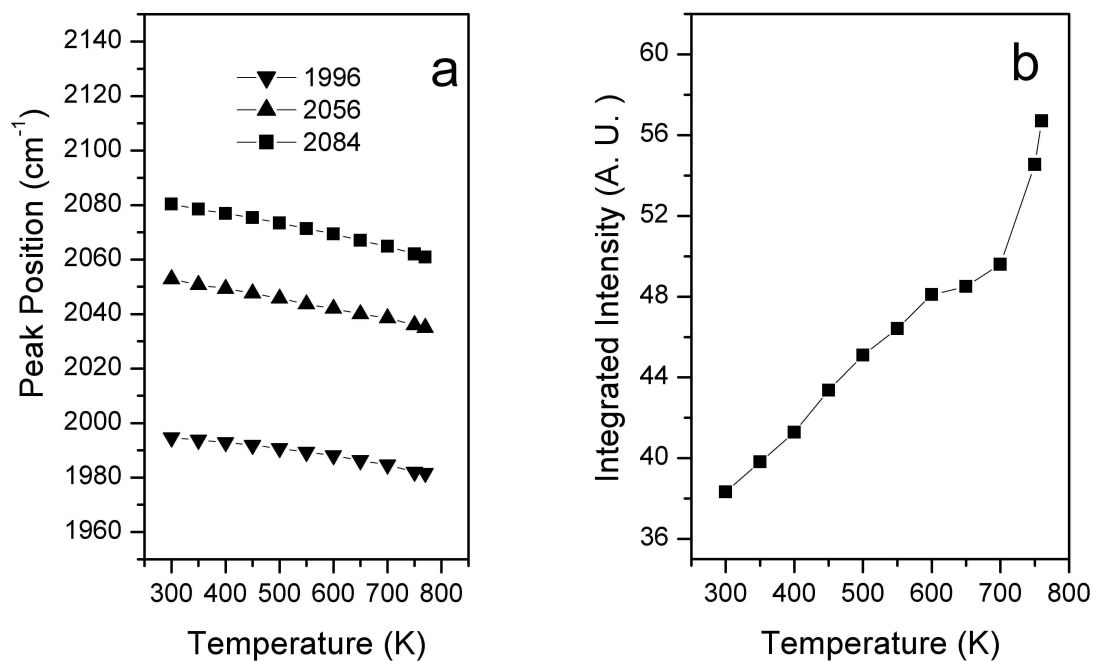 a
1996
2056
2084
2140
2120
2100
2080
2060
2040
2020
2000
1980
1960
Peak Position (cm⁻¹)
300 400 500 600 700 800
Temperature (K)
b
60
56
52
48
44
40
36
Integrated Intensity (A. U. )
300 400 500 600 700 800
Temperature (K)